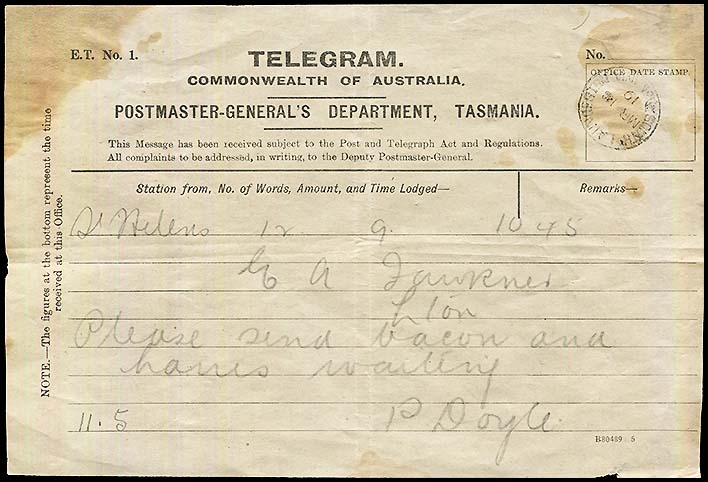 E.T. No. 1.
TELEGRAM.
No.
COMMONWEALTH OF AUSTRALIA.
OFFICE DATE STAMP
POSTMASTER-GENERAL'S DEPARTMENT, TASMANIA.
This Message has been received subject to the Post and Telegraph Act and Regulations.
All complaints to be addressed, in writing, to the Deputy Postmaster-General.
Station from, No. of Words, Amount, and Time Lodged—
Remarks—
St Helens 12 9 10 45
A Fawkner
L'ton
Please send bacon and
hams waiting
11.5 P Doyle
B80489 5
NOTE.—The figures at the bottom represent the time
received at this Office.